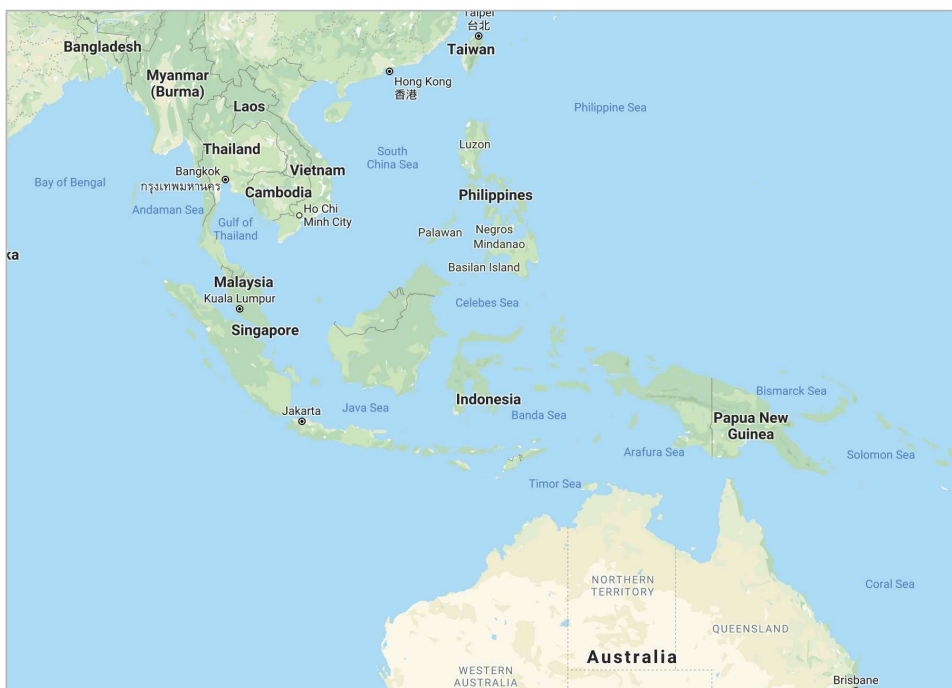 Taipei
台北
Taiwan
Bangladesh
Myanmar
(Burma)
Hong Kong
香港
Laos
Philippine Sea
Thailand
Luzon
South
China Sea
Vietnam
Bangkok
กรุงเทพมหานคร
Bay of Bengal
Cambodia
Philippines
Andaman Sea
Ho Chi
Minh City
Gulf of
Thailand
Palawan
Negros
Mindanao
ka
Basilan Island
Malaysia
Kuala Lumpur
Celebes Sea
Singapore
Bismarck Sea
Indonesia
Jakarta
Java Sea
Banda Sea
Papua New
Guinea
Arafura Sea
Solomon Sea
Timor Sea
NORTHERN
TERRITORY
Coral Sea
QUEENSLAND
Australia
WESTERN
AUSTRALIA
Brisbane